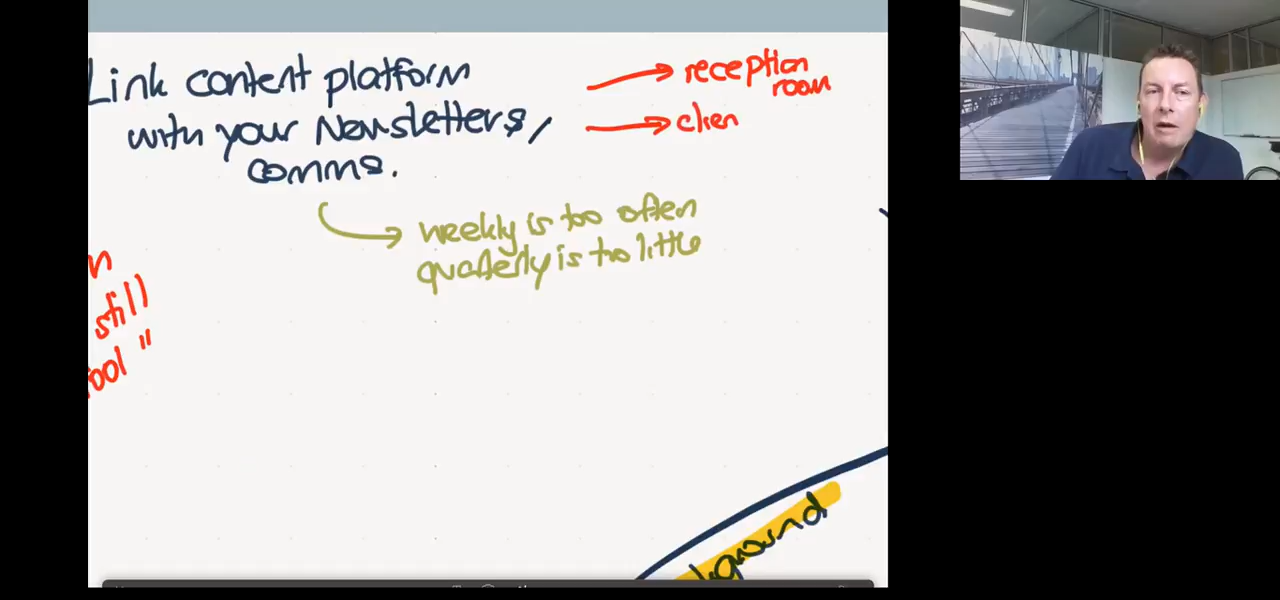 Link content platform
with your Newsletters,
comms.
reception
room
clien
weekly is too often
quarterly is too little
n
still
ool "
kground